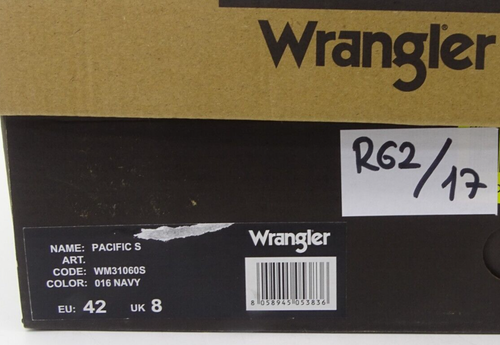 Wrangler
R62/17
NAME: PACIFIC S
ART.
CODE: WM31060S
COLOR: 016 NAVY
EU: 42 UK 8
Wrangler
8 058945 053836